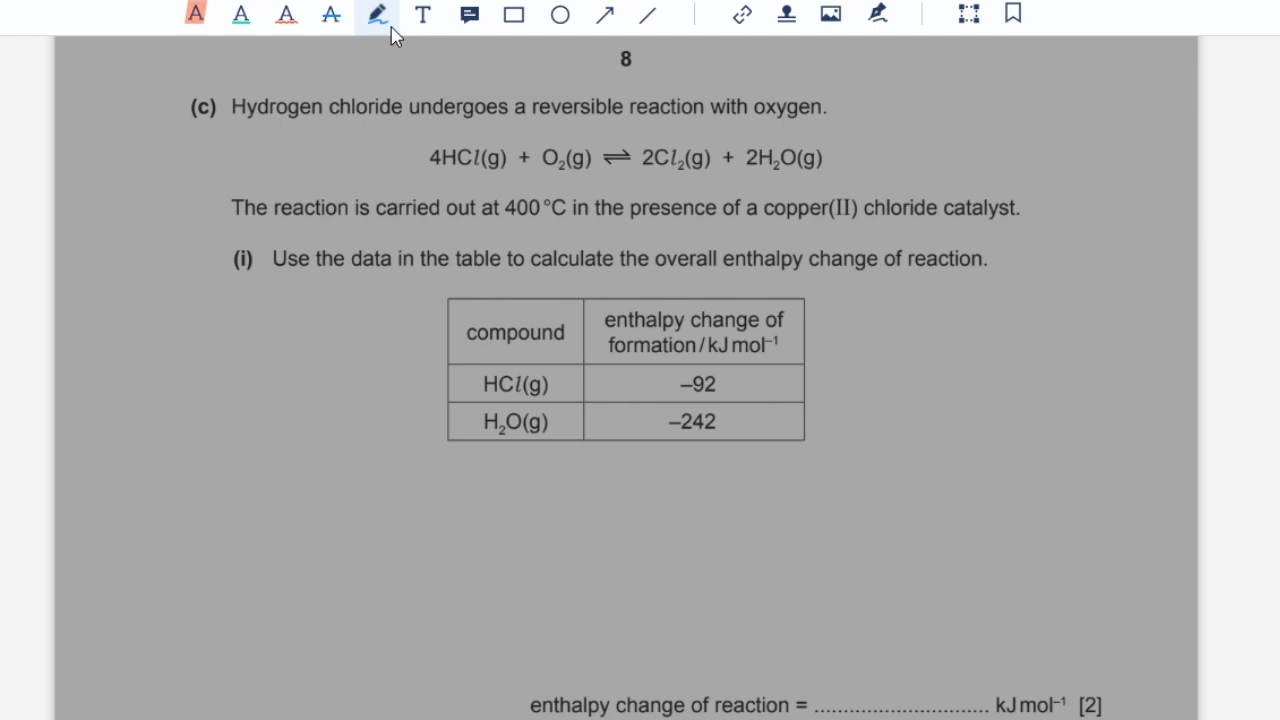 8
(c) Hydrogen chloride undergoes a reversible reaction with oxygen.
4HCl(g) + O₂(g) ⇌ 2Cl₂(g) + 2H₂O(g)
The reaction is carried out at 400 °C in the presence of a copper(II) chloride catalyst.
(i) Use the data in the table to calculate the overall enthalpy change of reaction.
compound
enthalpy change of
formation / kJ mol⁻¹
HCl(g) –92
H₂O(g) –242
enthalpy change of reaction = .............................. kJ mol⁻¹ [2]